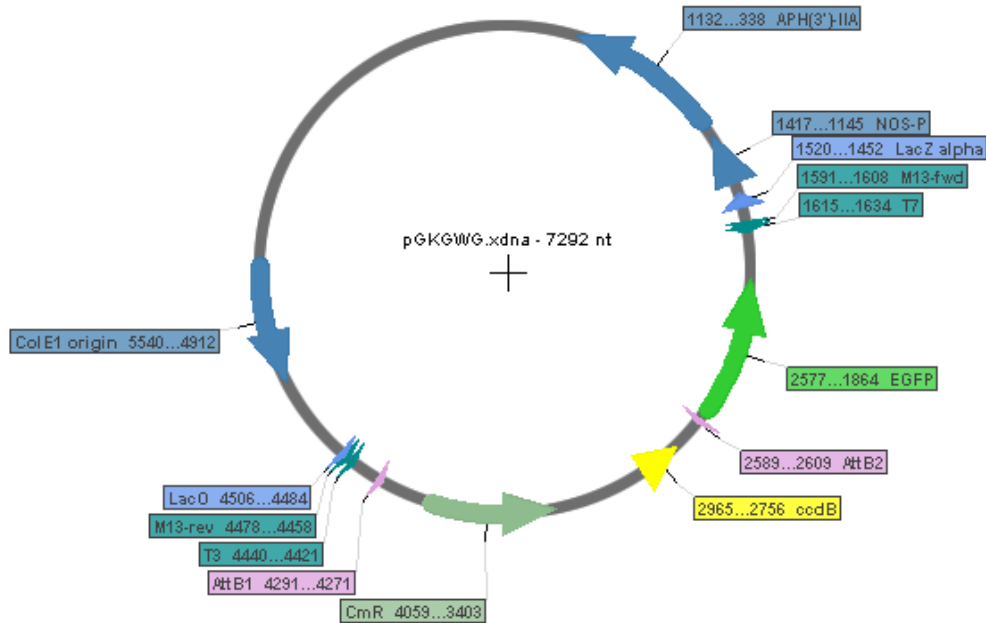 1132...338 APH(3')-IIA
1417...1145 NOS-P
1520...1452 LacZ alpha
1591...1608 M13-fwd
1615...1634 T7
pGKGWG.xdna - 7292 nt
ColE1 origin 5540...4912
2577...1864 EGFP
2589...2609 AttB2
LacO 4506...4484
2965...2756 ccdB
M13-rev 4478...4458
T3 4440...4421
AttB1 4291...4271
CmR 4059...3403